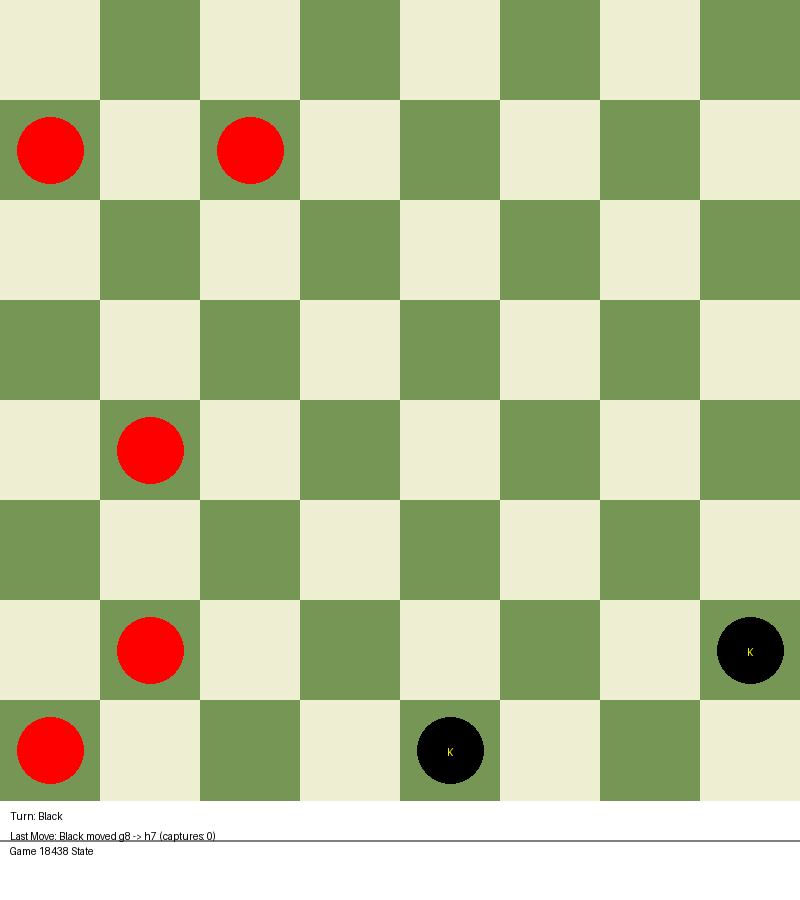 K
K
Turn: Black
Last Move: Black moved g8 -> h7 (captures: 0)
Game 18438 State